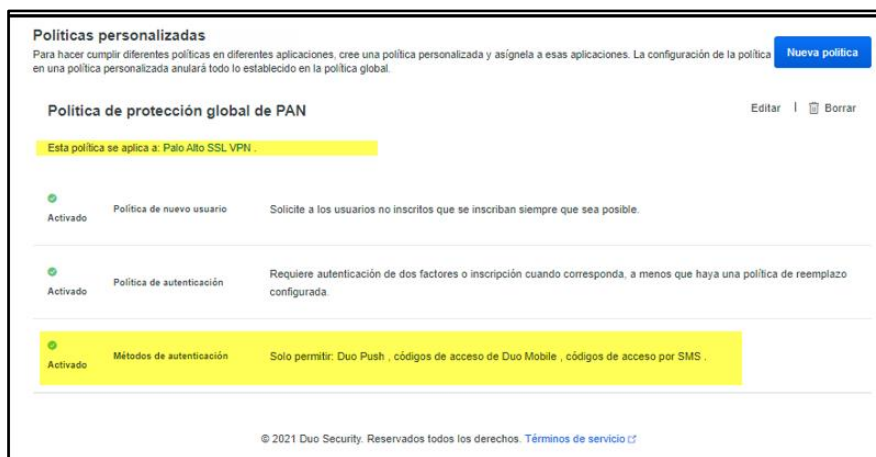 Políticas personalizadas
Para hacer cumplir diferentes políticas en diferentes aplicaciones, cree una política personalizada y asígnela a esas aplicaciones. La configuración de la política
en una política personalizada anulará todo lo establecido en la política global.
Nueva política
Política de protección global de PAN
Editar | Borrar
Esta política se aplica a: Palo Alto SSL VPN .
Activado Política de nuevo usuario Solicite a los usuarios no inscritos que se inscriban siempre que sea posible.
Activado Política de autenticación Requiere autenticación de dos factores o inscripción cuando corresponda, a menos que haya una política de reemplazo
configurada.
Activado Métodos de autenticación Solo permitir: Duo Push , códigos de acceso de Duo Mobile , códigos de acceso por SMS .
© 2021 Duo Security. Reservados todos los derechos. Términos de servicio